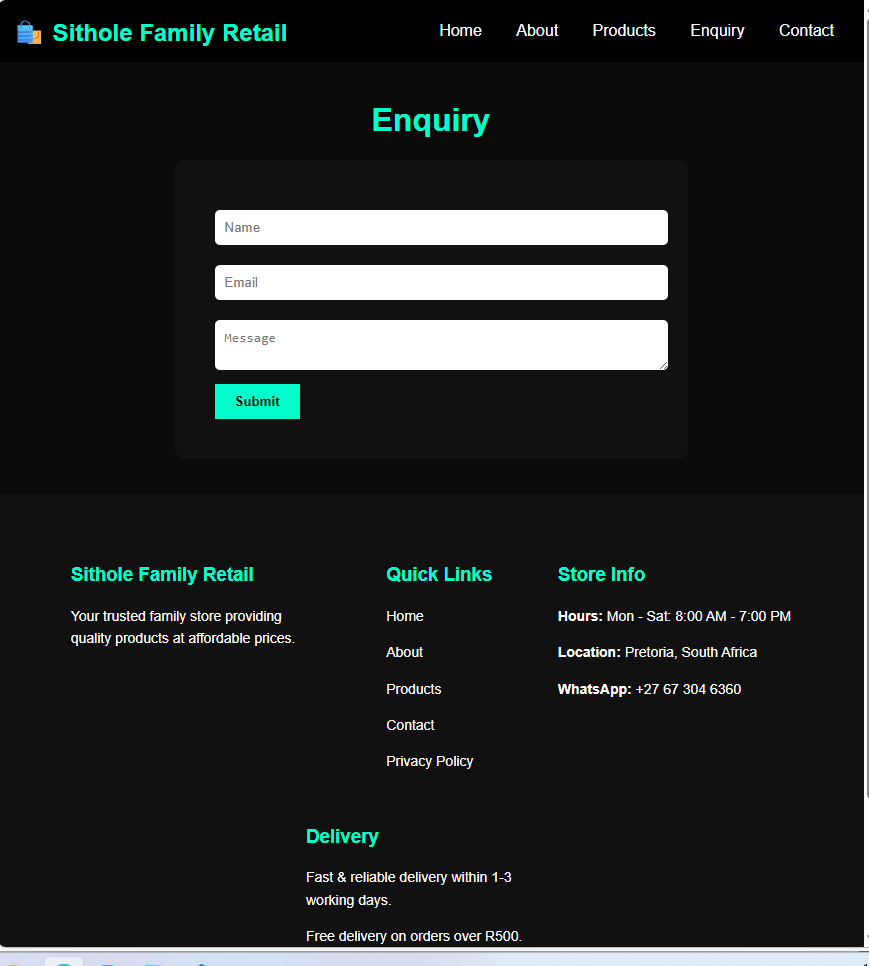 Sithole Family Retail
Home About Products Enquiry Contact
Enquiry
Name
Email
Message
Submit
Sithole Family Retail
Your trusted family store providing
quality products at affordable prices.
Quick Links
Home
About
Products
Contact
Privacy Policy
Store Info
Hours: Mon - Sat: 8:00 AM - 7:00 PM
Location: Pretoria, South Africa
WhatsApp: +27 67 304 6360
Delivery
Fast & reliable delivery within 1-3
working days.
Free delivery on orders over R500.